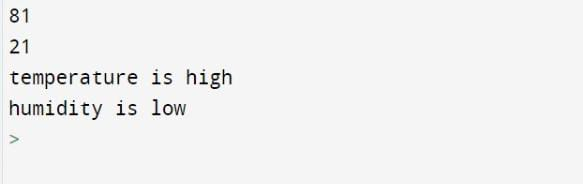 81
21
temperature is high
humidity is low
>